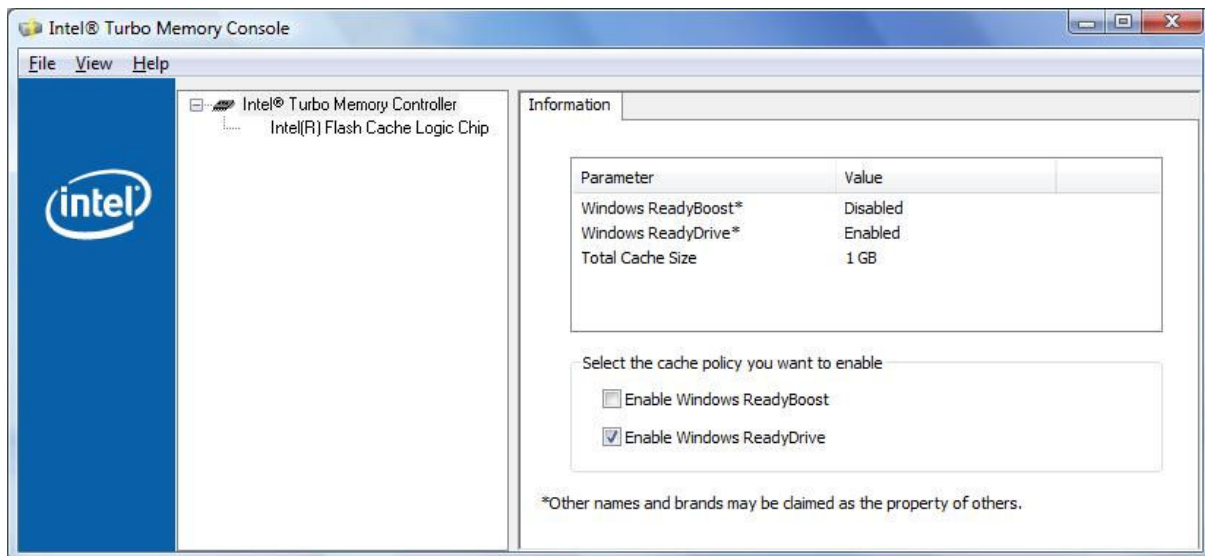 Intel® Turbo Memory Console
File View Help
Intel® Turbo Memory Controller
Intel(R) Flash Cache Logic Chip
intel
Information
Parameter Value
Windows ReadyBoost* Disabled
Windows ReadyDrive* Enabled
Total Cache Size 1 GB
Select the cache policy you want to enable
Enable Windows ReadyBoost
Enable Windows ReadyDrive
*Other names and brands may be claimed as the property of others.